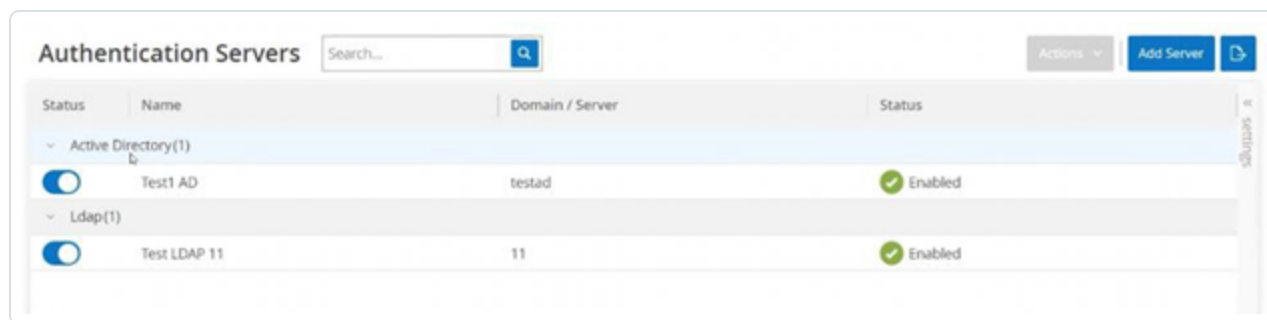 Authentication Servers Search... Actions Add Server
Status Name Domain / Server Status
Active Directory(1)
Test1 AD testad Enabled
Ldap(1)
Test LDAP 11 11 Enabled
settings